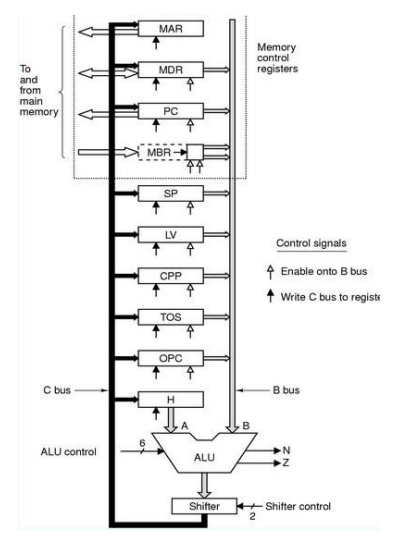 MAR
Memory
control
registers
To
and
from
main
memory
MDR
PC
MBR
SP
LV
Control signals
Enable onto B bus
CPP
Write C bus to registe
TOS
OPC
C bus
B bus
H
A
B
6
ALU control
ALU
N
Z
Shifter
Shifter control
2